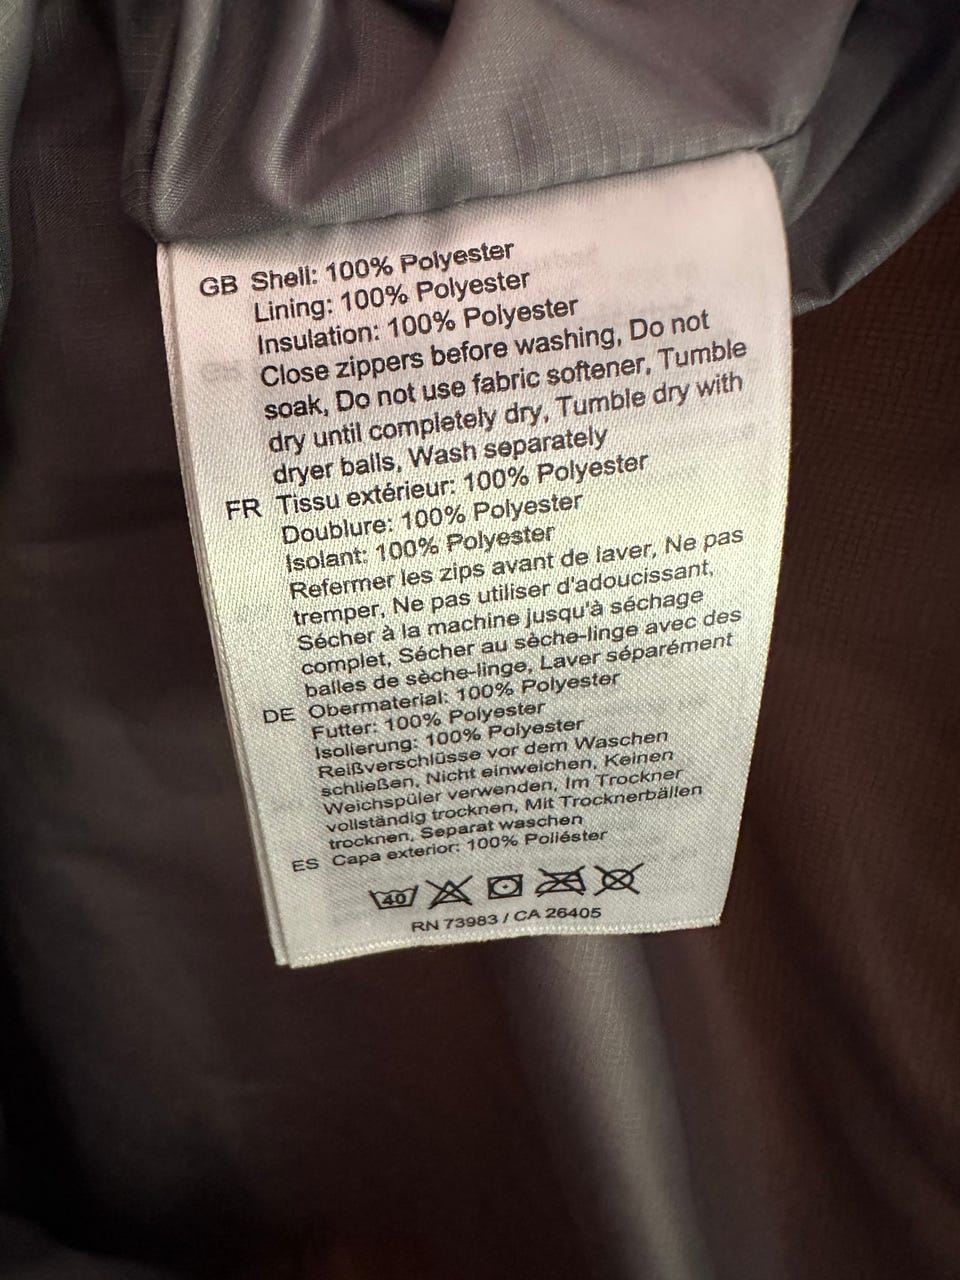 GB Shell: 100% Polyester
Lining: 100% Polyester
Insulation: 100% Polyester
Close zippers before washing, Do not
soak, Do not use fabric softener, Tumble
dry until completely dry, Tumble dry with
dryer balls, Wash separately
FR Tissu extérieur: 100% Polyester
Doublure: 100% Polyester
Isolant: 100% Polyester
Refermer les zips avant de laver, Ne pas
tremper, Ne pas utiliser d'adoucissant,
Sécher à la machine jusqu'à séchage
complet, Sécher au sèche-linge avec des
balles de sèche-linge, Laver séparément
DE Obermaterial: 100% Polyester
Futter: 100% Polyester
Isolierung: 100% Polyester
Reißverschlüsse vor dem Waschen
schließen, Nicht einweichen, Keinen
Weichspüler verwenden, Im Trockner
vollständig trocknen, Mit Trocknerbällen
trocknen, Separat waschen
ES Capa exterior: 100% Poliéster
40
RN 73983 / CA 26405